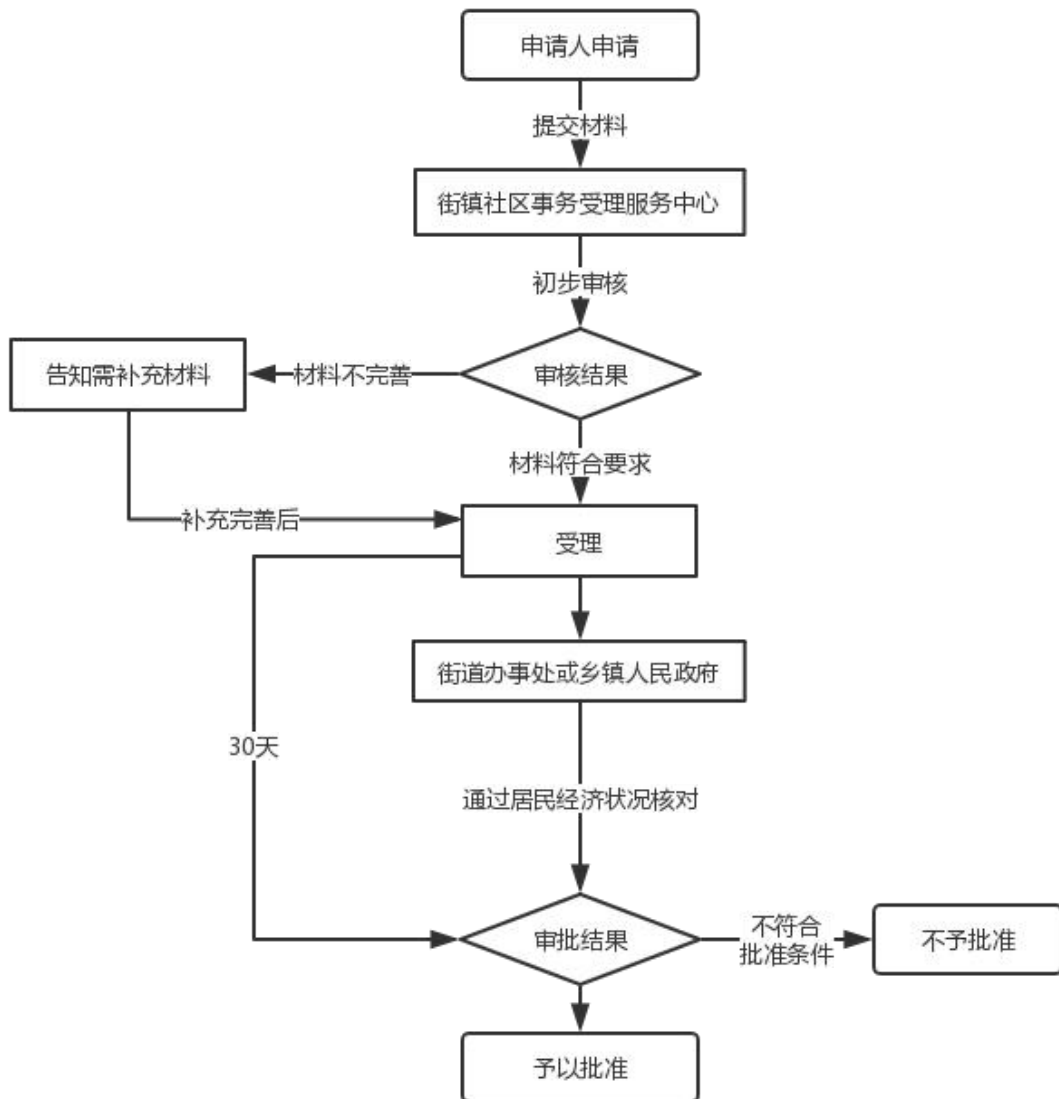 申请人申请
提交材料
街镇社区事务受理服务中心
初步审核
告知需补充材料
材料不完善
审核结果
材料符合要求
补充完善后
受理
街道办事处或乡镇人民政府
30天
通过居民经济状况核对
审批结果
不符合
批准条件
不予批准
予以批准